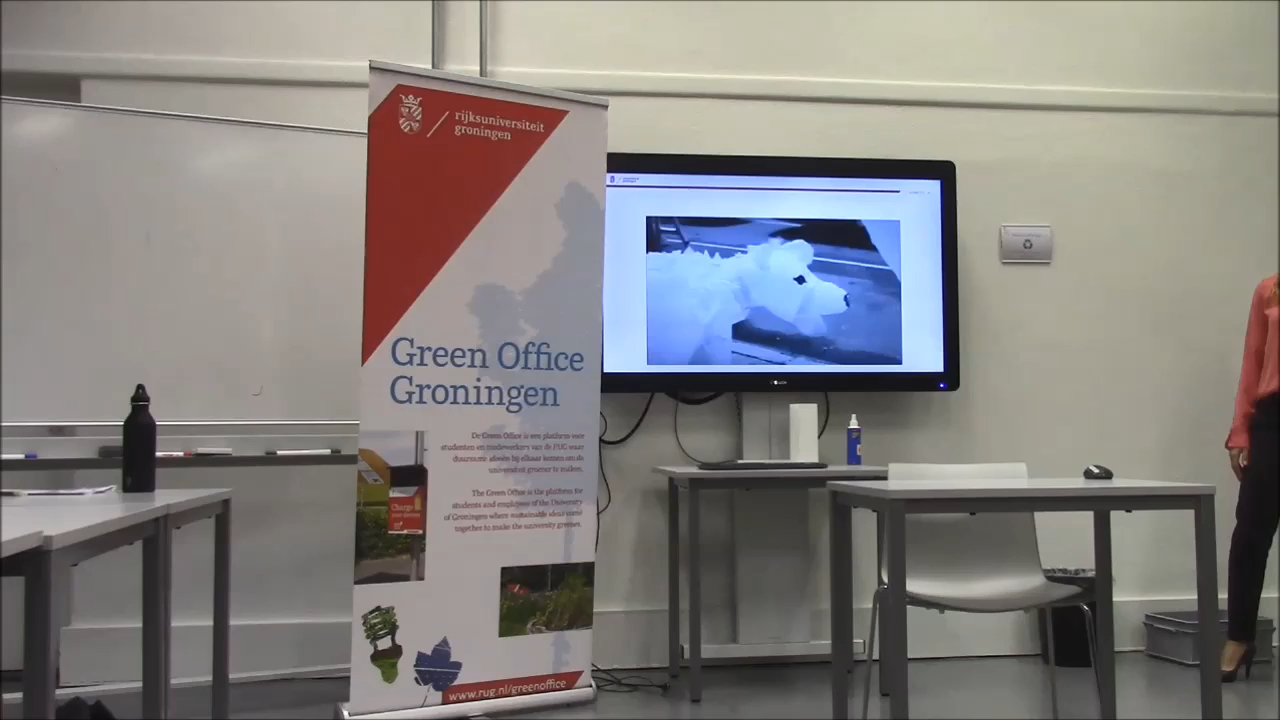 rijksuniversiteit
groningen
Green Office
Groningen
De Green Office is een platform voor
studenten en medewerkers van de RUG waar
duurzame ideeën bij elkaar komen om de
universiteit groener te maken.
The Green Office is the platform for
students and employees of the University
of Groningen where sustainable ideas come
together to make the university greener.
Charge
www.rug.nl/greenoffice